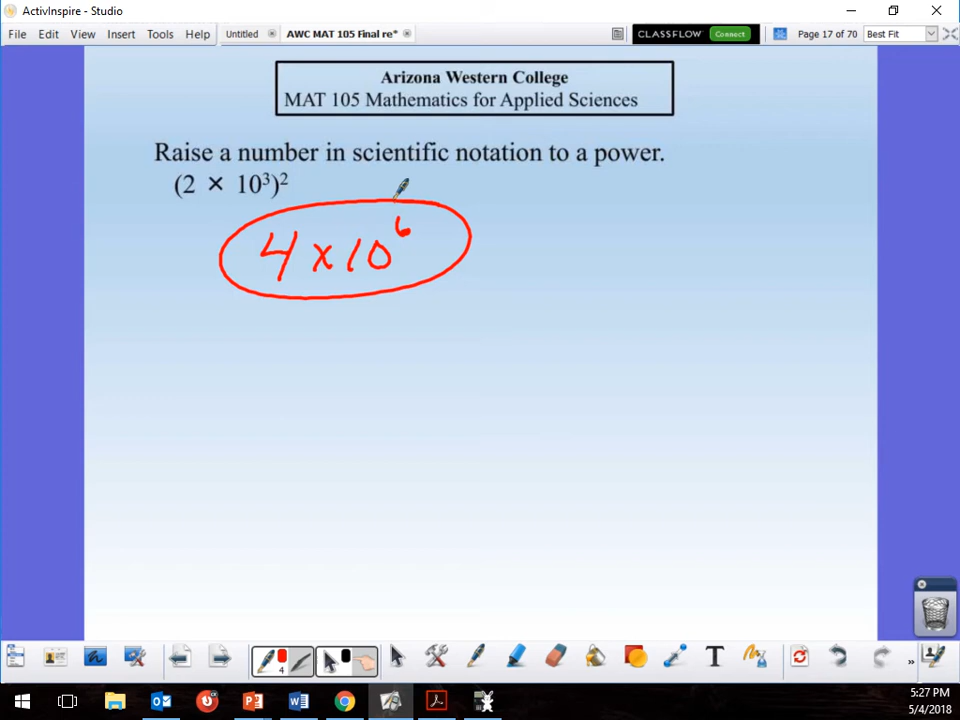 ActivInspire - Studio
File Edit View Insert Tools Help Untitled AWC MAT 105 Final re* CLASSFLOW Connect Page 17 of 70 Best Fit
Arizona Western College
MAT 105 Mathematics for Applied Sciences
Raise a number in scientific notation to a power.
(2 × 10³)²
4 x 10⁶
4
T
»
5:27 PM
5/4/2018